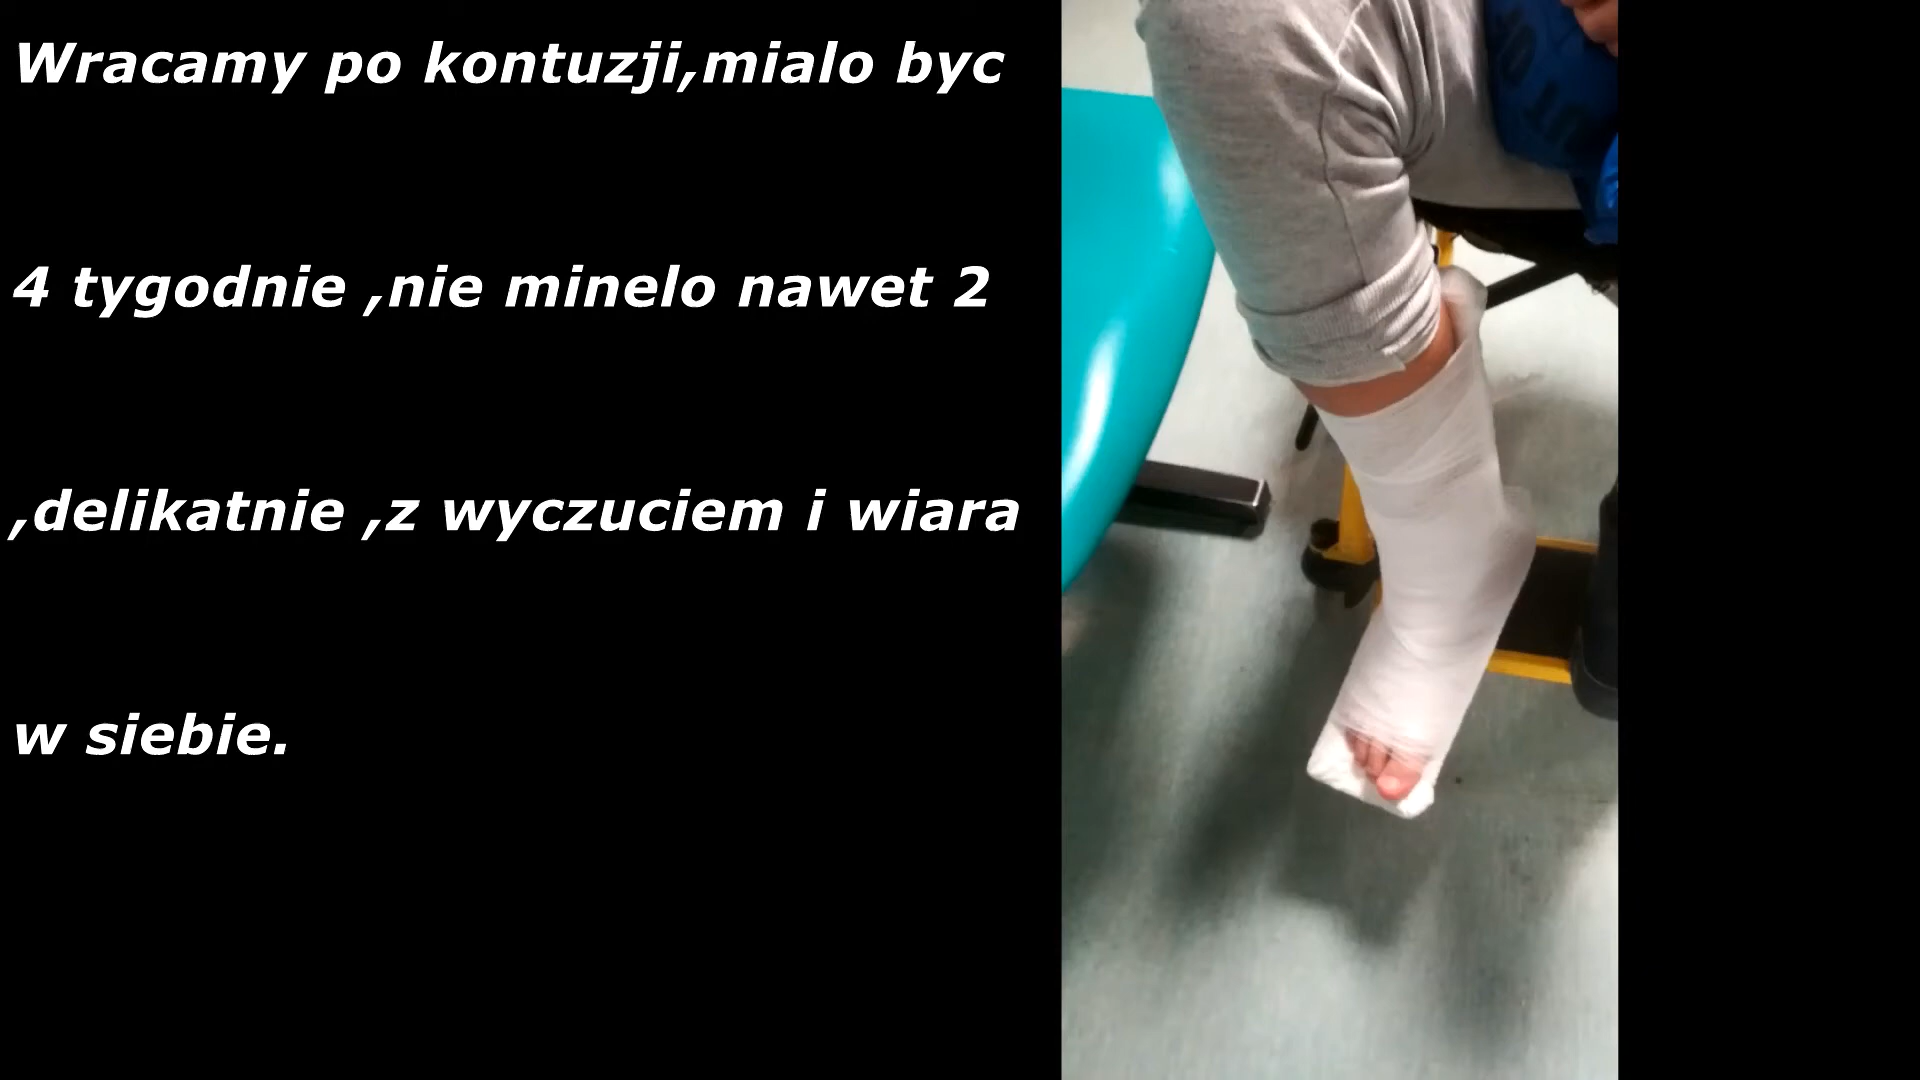 Wracamy po kontuzji,mialo byc
4 tygodnie ,nie minelo nawet 2
,delikatnie ,z wyczuciem i wiara
w siebie.